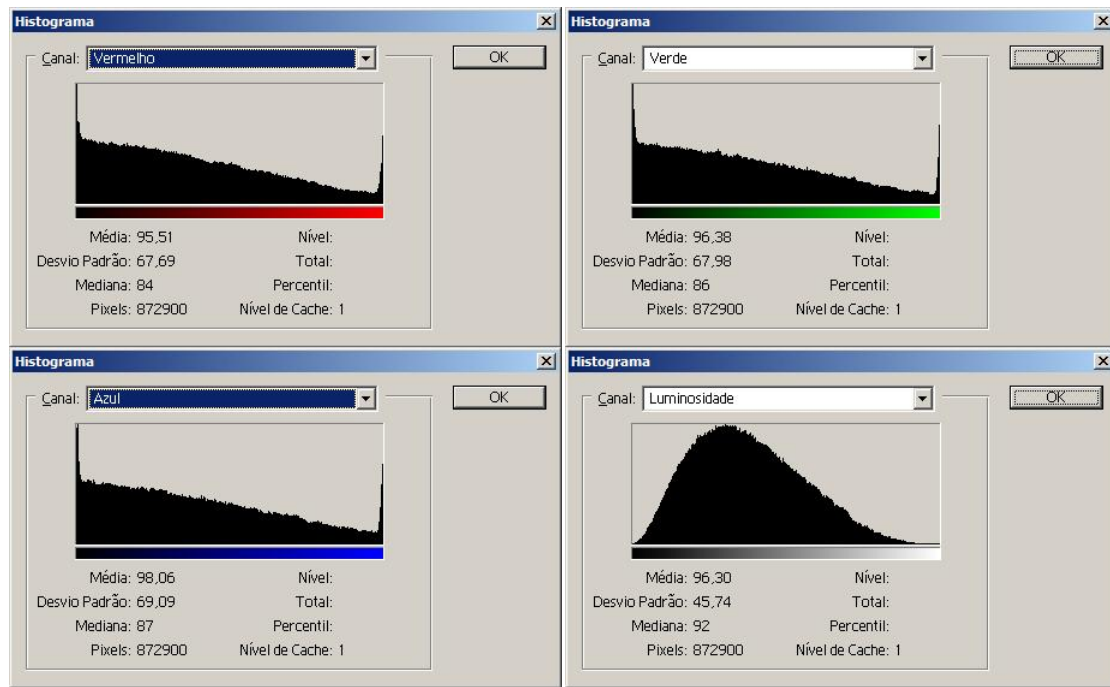 Histograma
Canal: Vermelho
OK
Média: 95,51 Nível:
Desvio Padrão: 67,69 Total:
Mediana: 84 Percentil:
Pixels: 872900 Nível de Cache: 1
Histograma
Canal: Verde
OK
Média: 96,38 Nível:
Desvio Padrão: 67,98 Total:
Mediana: 86 Percentil:
Pixels: 872900 Nível de Cache: 1
Histograma
Canal: Azul
OK
Média: 98,06 Nível:
Desvio Padrão: 69,09 Total:
Mediana: 87 Percentil:
Pixels: 872900 Nível de Cache: 1
Histograma
Canal: Luminosidade
OK
Média: 96,30 Nível:
Desvio Padrão: 45,74 Total:
Mediana: 92 Percentil:
Pixels: 872900 Nível de Cache: 1